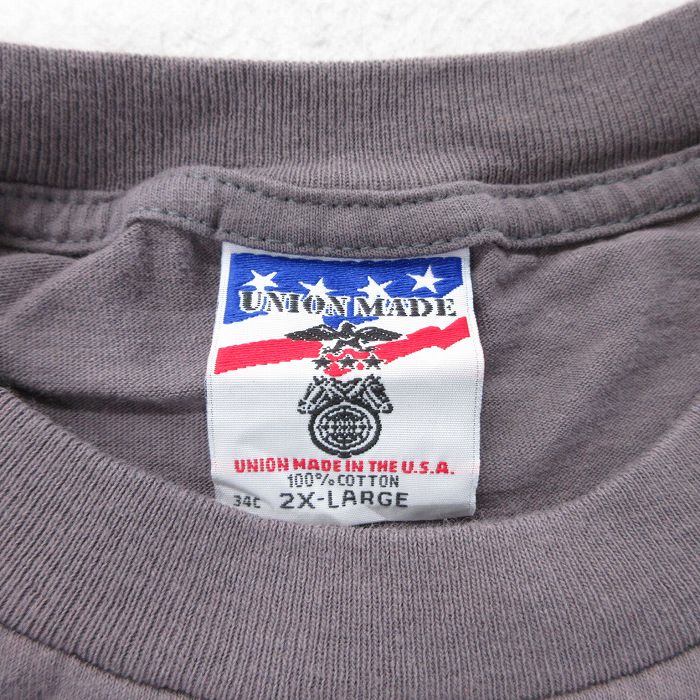 UNION MADE
UNION MADE IN THE U.S.A.
100% COTTON
34C 2X-LARGE